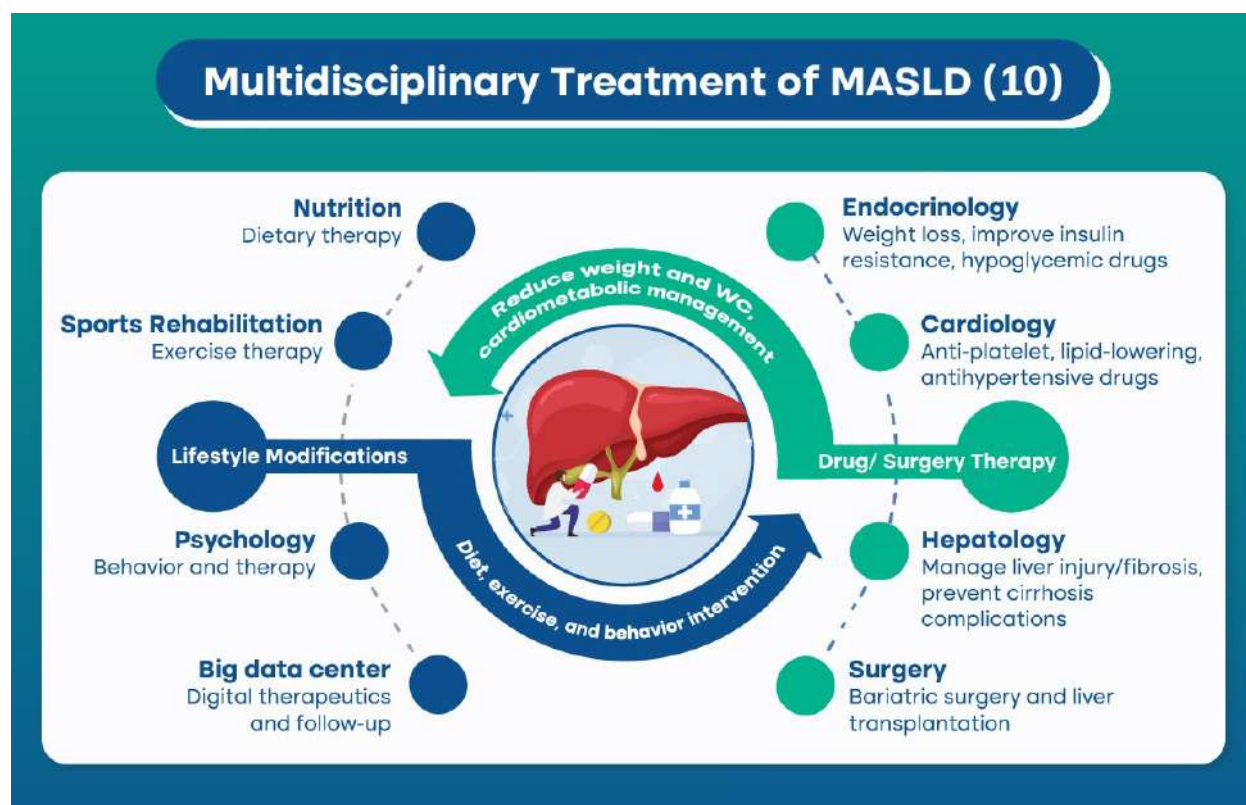 Multidisciplinary Treatment of MASLD (10)
Nutrition
Dietary therapy
Sports Rehabilitation
Exercise therapy
Lifestyle Modifications
Psychology
Behavior and therapy
Big data center
Digital therapeutics
and follow-up
Reduce weight and WC,
cardiometabolic management
Diet, exercise, and behavior intervention
Endocrinology
Weight loss, improve insulin
resistance, hypoglycemic drugs
Cardiology
Anti-platelet, lipid-lowering,
antihypertensive drugs
Drug/ Surgery Therapy
Hepatology
Manage liver injury/fibrosis,
prevent cirrhosis
complications
Surgery
Bariatric surgery and liver
transplantation